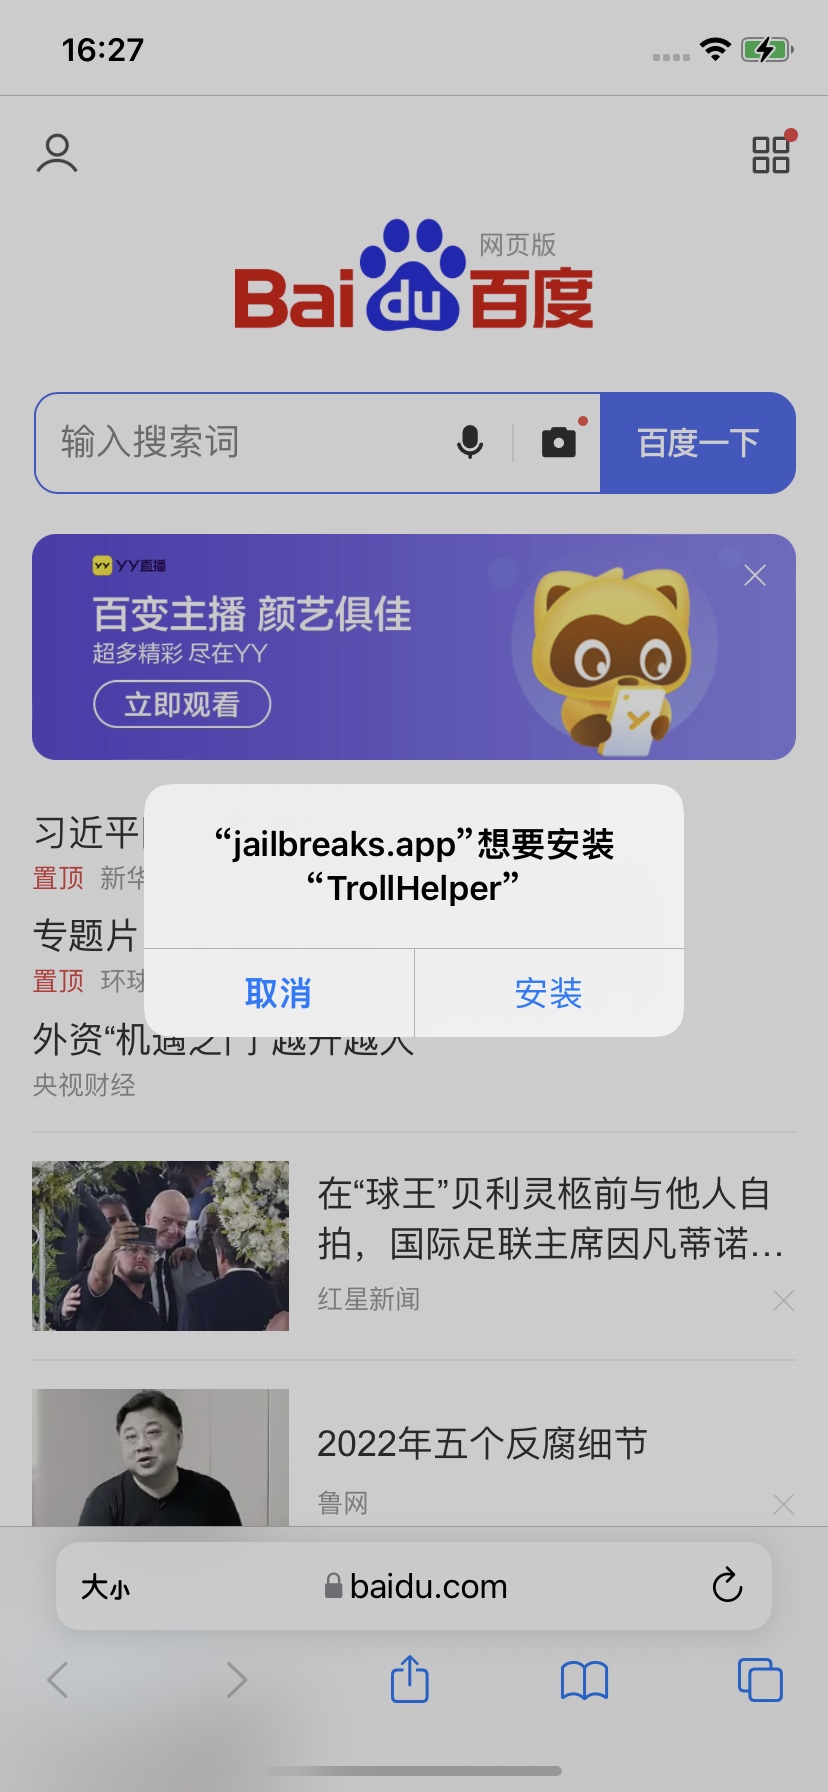 16:27
网页版
Bai du 百度
输入搜索词
百度一下
YY直播
百变主播 颜艺俱佳
超多精彩 尽在YY
立即观看
习近平
置顶 新华
“jailbreaks.app”想要安装
“TrollHelper”
专题片
置顶 环球
取消 安装
外资“机遇之门”越开越大
央视财经
在“球王”贝利灵柩前与他人自
拍，国际足联主席因凡蒂诺...
红星新闻
2022年五个反腐细节
鲁网
大小 baidu.com